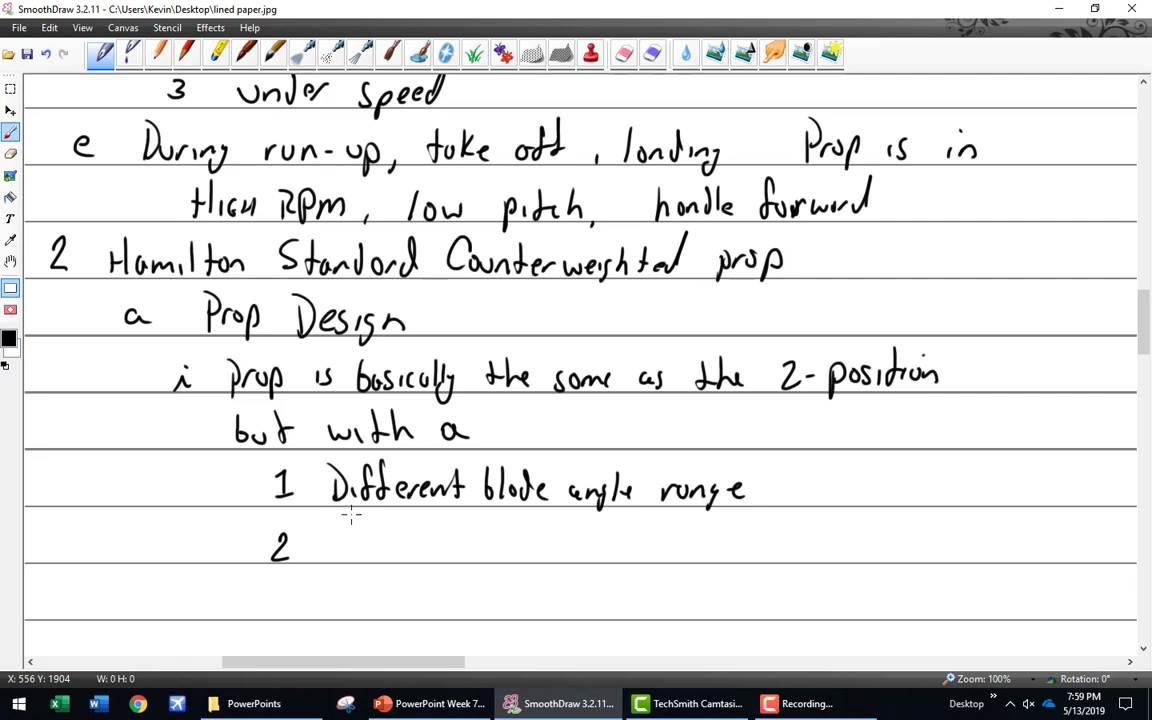 SmoothDraw 3.2.11 - C:\Users\Kevin\Desktop\lined paper.jpg
File Edit View Canvas Stencil Effects Help
3 under speed
e During run-up, take off, landing Prop is in
HIGH RPM, low pitch, handle forward
2 Hamilton Standard Counterweighted prop
a Prop Design
i prop is basically the same as the 2-position
but with a
1 Different blade angle range
2
X: 556 Y: 1904 W: 0 H: 0 Zoom: 100% Rotation: 0°
PowerPoints PowerPoint Week 7... SmoothDraw 3.2.11... TechSmith Camtasi... Recording... Desktop 7:59 PM
5/13/2019